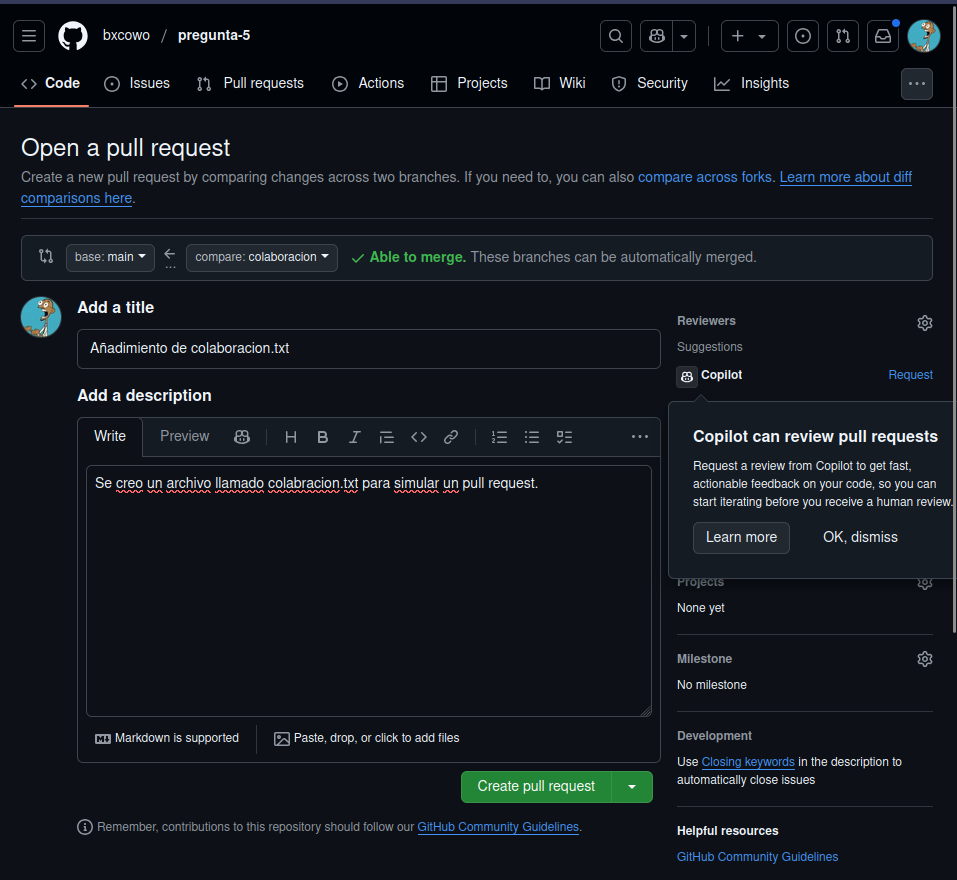 bxcowo / pregunta-5
Code Issues Pull requests Actions Projects Wiki Security Insights
Open a pull request
Create a new pull request by comparing changes across two branches. If you need to, you can also compare across forks. Learn more about diff
comparisons here.
base: main compare: colaboracion Able to merge. These branches can be automatically merged.
Add a title
Añadimiento de colaboracion.txt
Add a description
Write Preview H B I
Se creo un archivo llamado colabracion.txt para simular un pull request.
Markdown is supported Paste, drop, or click to add files
Create pull request
Remember, contributions to this repository should follow our GitHub Community Guidelines.
Reviewers
Suggestions
Copilot Request
Copilot can review pull requests
Request a review from Copilot to get fast,
actionable feedback on your code, so you can
start iterating before you receive a human review.
Learn more OK, dismiss
Projects
None yet
Milestone
No milestone
Development
Use Closing keywords in the description to
automatically close issues
Helpful resources
GitHub Community Guidelines